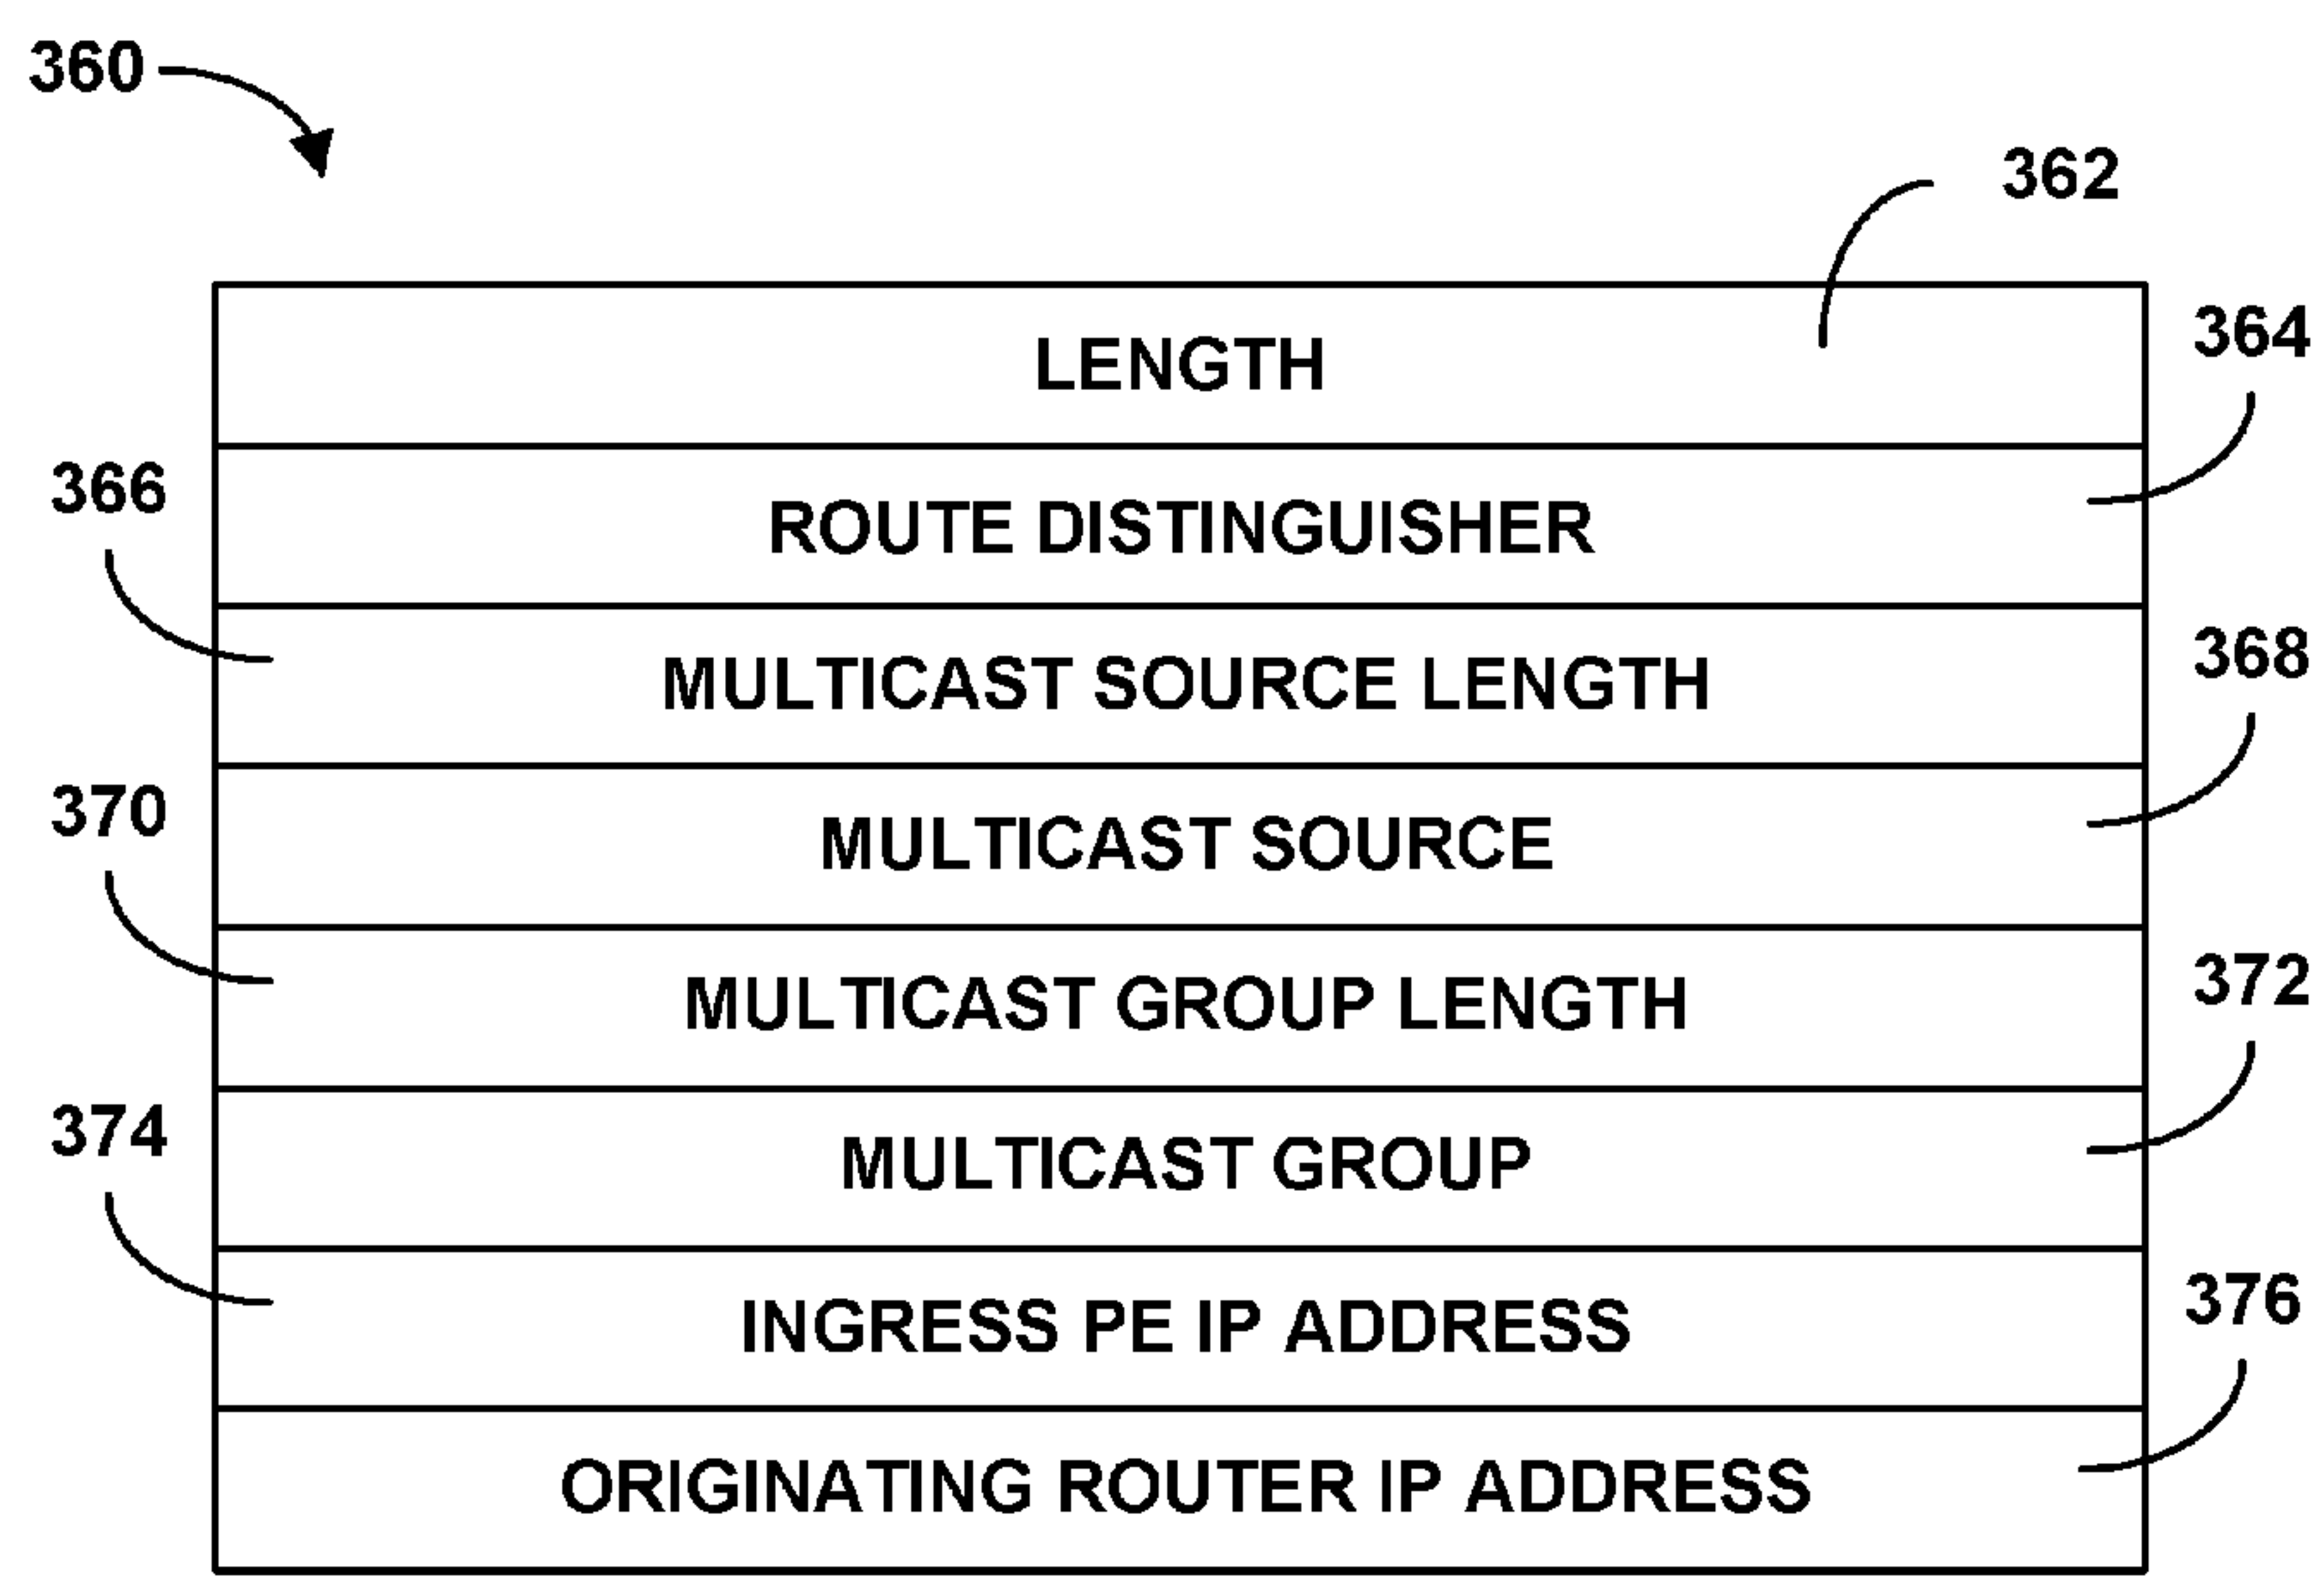 360
362
LENGTH
364
ROUTE DISTINGUISHER
366
MULTICAST SOURCE LENGTH
368
MULTICAST SOURCE
370
MULTICAST GROUP LENGTH
372
MULTICAST GROUP
374
INGRESS PE IP ADDRESS
376
ORIGINATING ROUTER IP ADDRESS